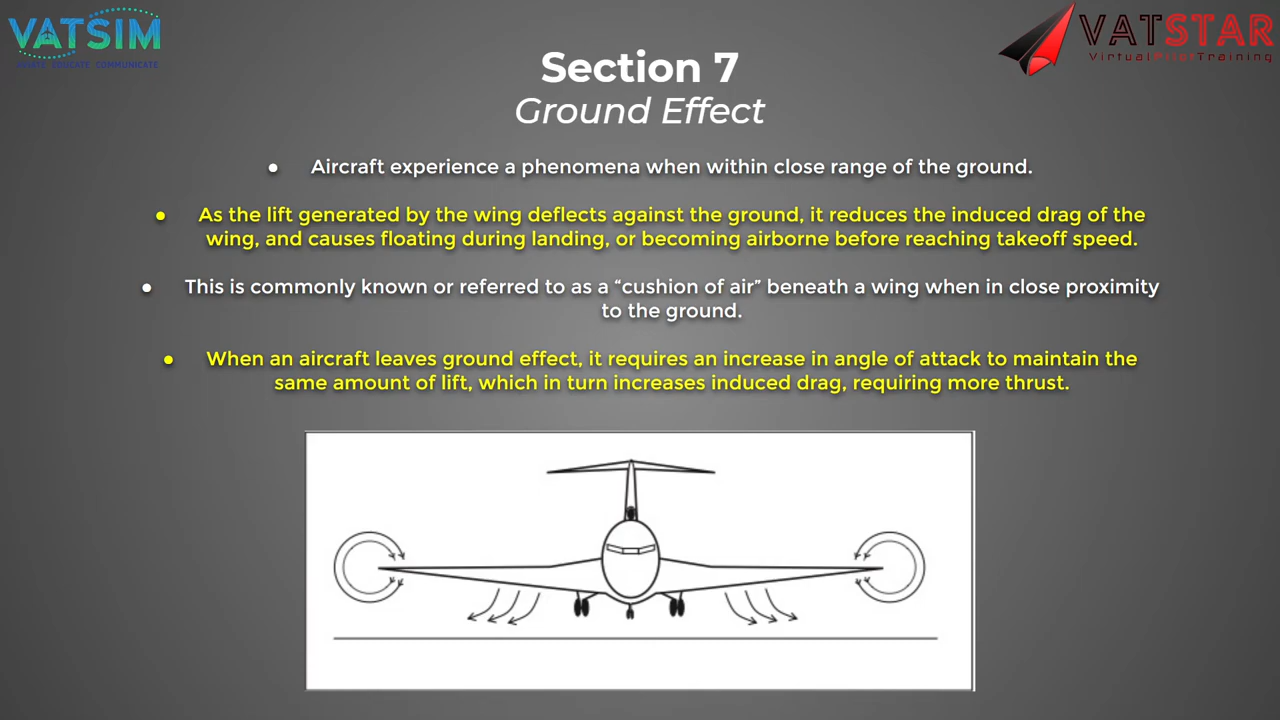 VATSIM
CREATE EDUCATE COMMUNICATE
VATSTAR
VirtualPilotTraining
Section 7
Ground Effect
● Aircraft experience a phenomena when within close range of the ground.
● As the lift generated by the wing deflects against the ground, it reduces the induced drag of the
wing, and causes floating during landing, or becoming airborne before reaching takeoff speed.
● This is commonly known or referred to as a “cushion of air” beneath a wing when in close proximity
to the ground.
● When an aircraft leaves ground effect, it requires an increase in angle of attack to maintain the
same amount of lift, which in turn increases induced drag, requiring more thrust.